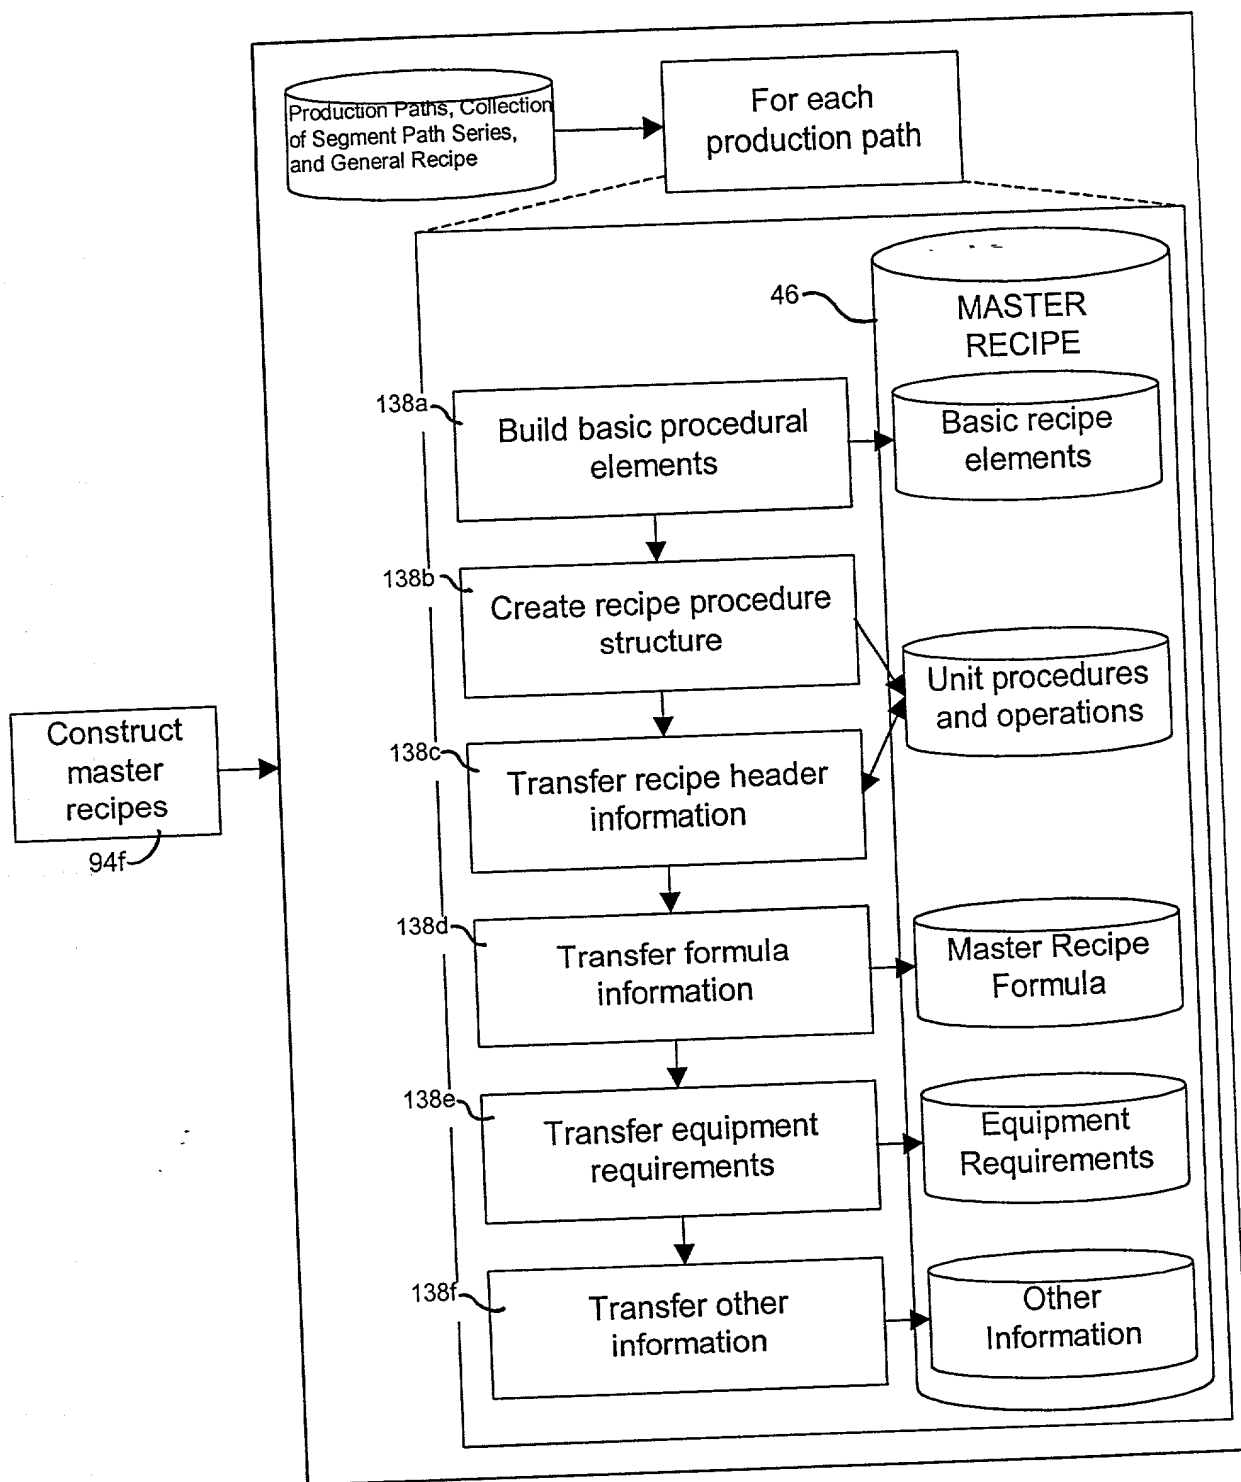 Production Paths, Collection
of Segment Path Series,
and General Recipe
For each
production path
46
MASTER
RECIPE
138a
Build basic procedural
elements
Basic recipe
elements
138b
Create recipe procedure
structure
Unit procedures
and operations
Construct
master
recipes
94f
138c
Transfer recipe header
information
138d
Transfer formula
information
Master Recipe
Formula
138e
Transfer equipment
requirements
Equipment
Requirements
138f
Transfer other
information
Other
Information